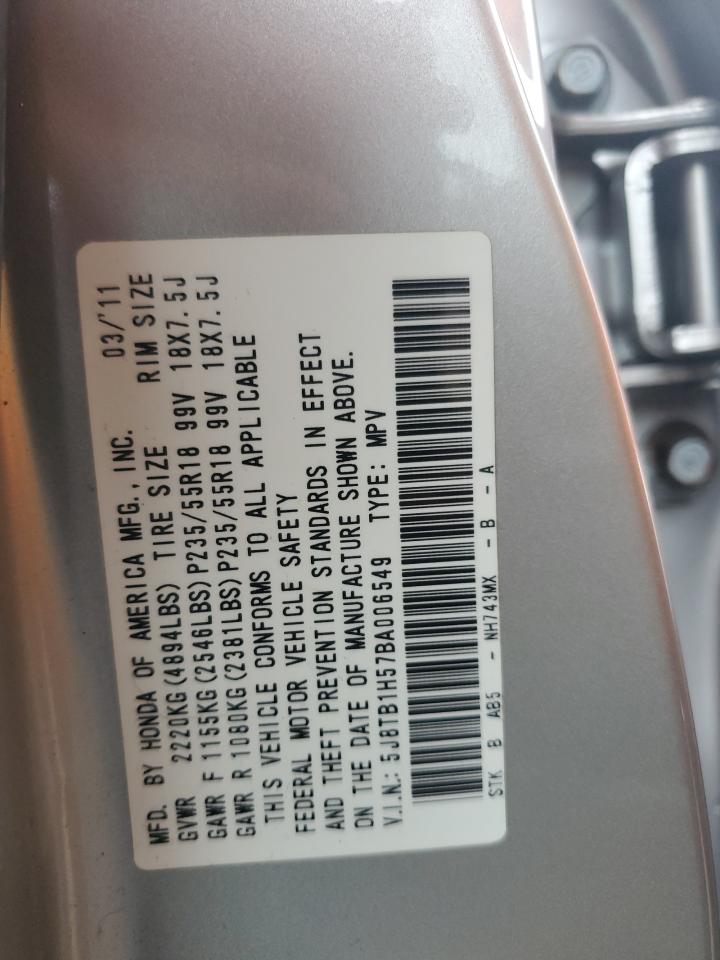 MFD. BY HONDA OF AMERICA MFG., INC. 03/'11
GVWR 2220KG(4894LBS) TIRE SIZE RIM SIZE
GAWR F 1155KG(2546LBS)P235/55R18 99V 18X7.5J
GAWR R 1080KG(2381LBS)P235/55R18 99V 18X7.5J
THIS VEHICLE CONFORMS TO ALL APPLICABLE
FEDERAL MOTOR VEHICLE SAFETY
AND THEFT PREVENTION STANDARDS IN EFFECT
ON THE DATE OF MANUFACTURE SHOWN ABOVE.
V.I.N.: 5J8TB1H57BA006549 TYPE: MPV
STK B AB5 - NH743MX - B - A